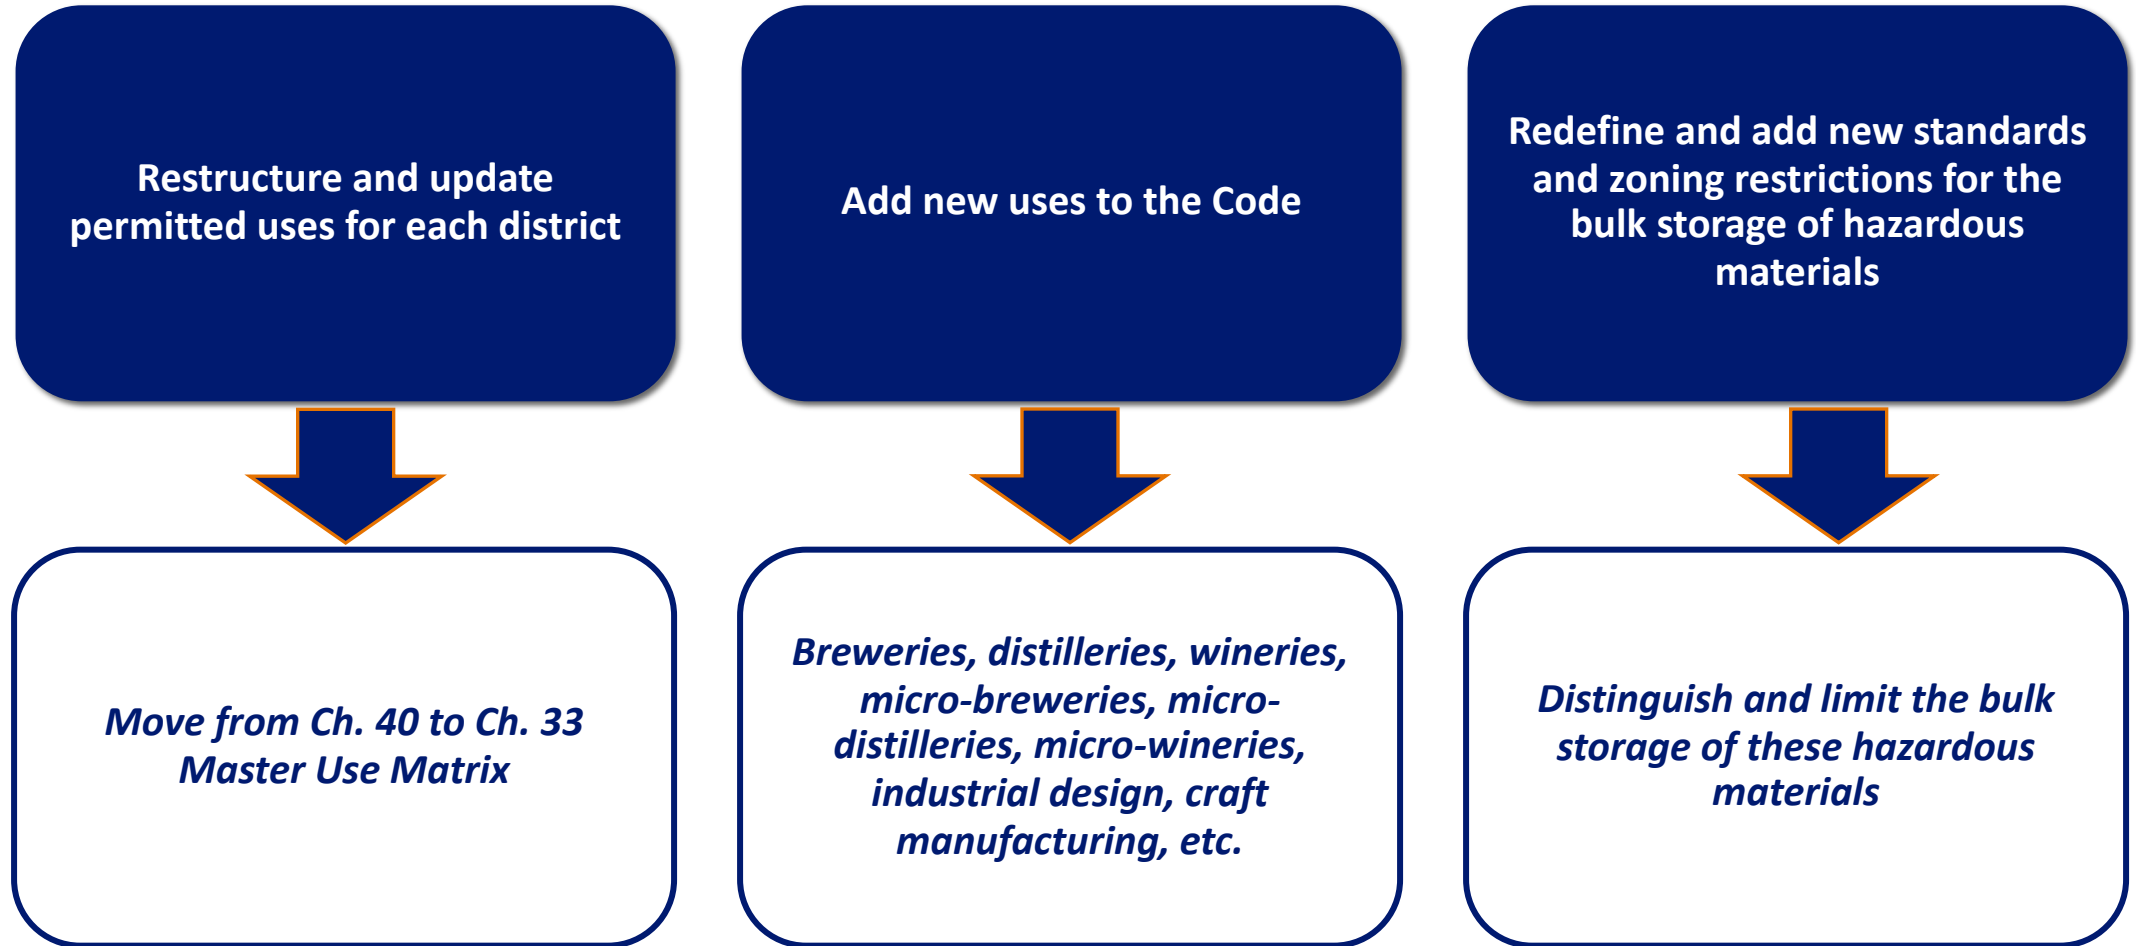 Restructure and update
permitted uses for each district
Add new uses to the Code
Redefine and add new standards
and zoning restrictions for the
bulk storage of hazardous
materials
Move from Ch. 40 to Ch. 33
Master Use Matrix
Breweries, distilleries, wineries,
micro-breweries, micro-
distilleries, micro-wineries,
industrial design, craft
manufacturing, etc.
Distinguish and limit the bulk
storage of these hazardous
materials